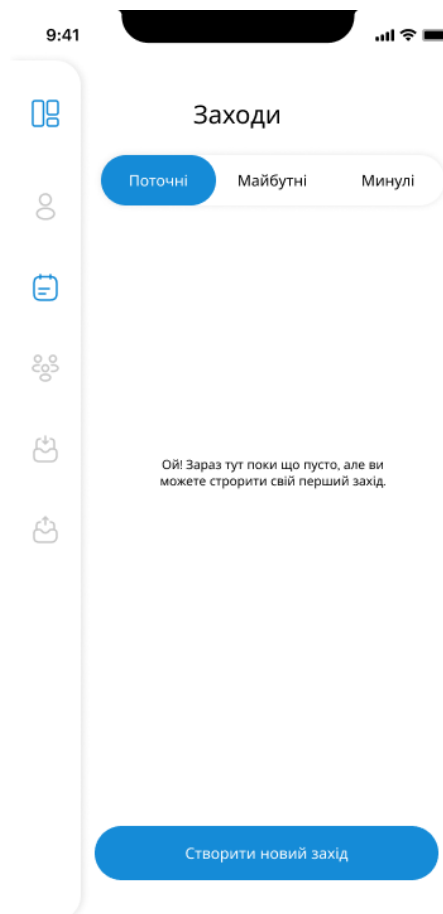 9:41
Заходи
Поточні Майбутні Минулі
Ой! Зараз тут поки що пусто, але ви
можете строрити свій перший захід.
Створити новий захід